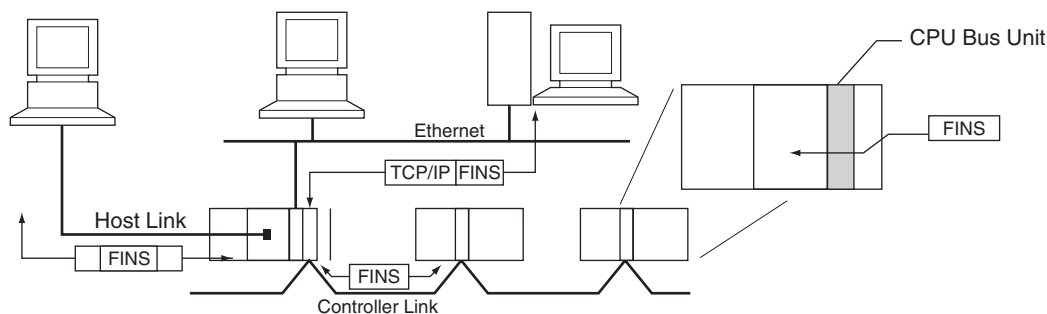 CPU Bus Unit
Ethernet
FINS
TCP/IP FINS
Host Link
FINS
FINS
Controller Link